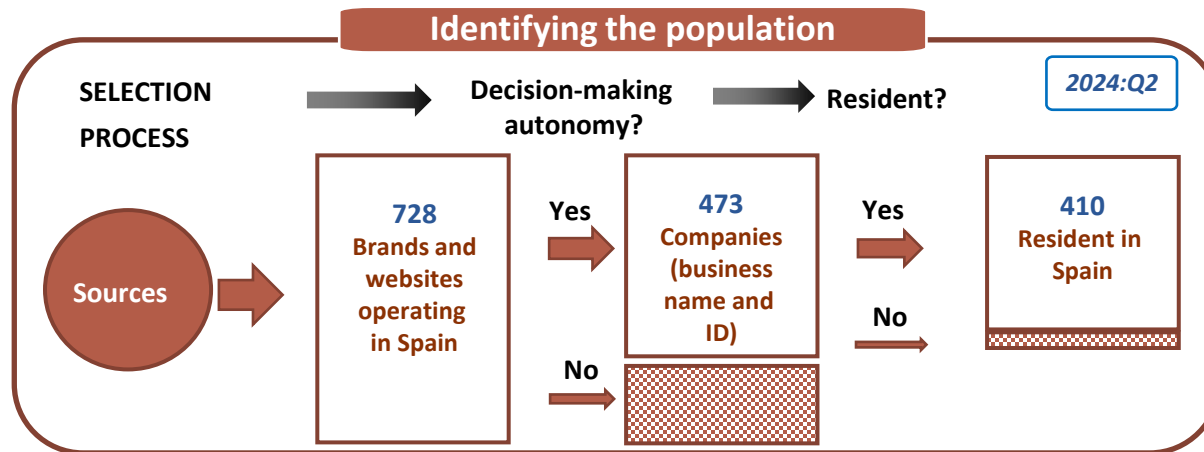 Identifying the population
SELECTION
PROCESS
Decision-making
autonomy?
Resident?
2024:Q2
Sources
728
Brands and
websites
operating
in Spain
Yes
No
473
Companies
(business
name and
ID)
Yes
No
410
Resident in
Spain